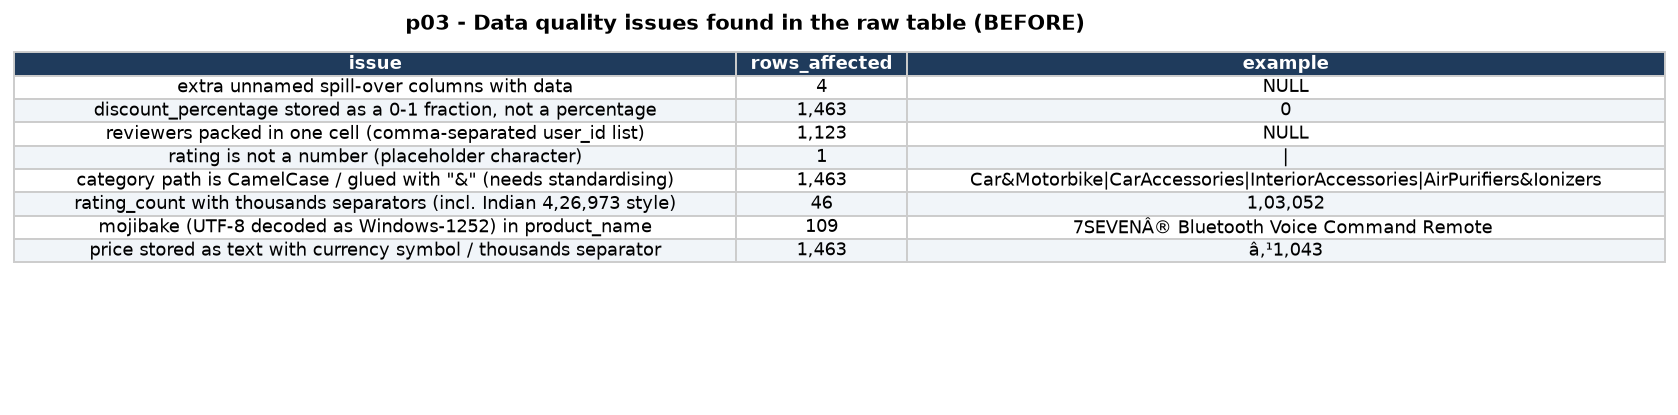 p03 - Data quality issues found in the raw table (BEFORE)
issue rows_affected example
extra unnamed spill-over columns with data 4 NULL
discount_percentage stored as a 0-1 fraction, not a percentage 1,463 0
reviewers packed in one cell (comma-separated user_id list) 1,123 NULL
rating is not a number (placeholder character) 1 |
category path is CamelCase / glued with "&" (needs standardising) 1,463 Car&Motorbike|CarAccessories|InteriorAccessories|AirPurifiers&Ionizers
rating_count with thousands separators (incl. Indian 4,26,973 style) 46 1,03,052
mojibake (UTF-8 decoded as Windows-1252) in product_name 109 7SEVENÂ® Bluetooth Voice Command Remote
price stored as text with currency symbol / thousands separator 1,463 â‚¹1,043